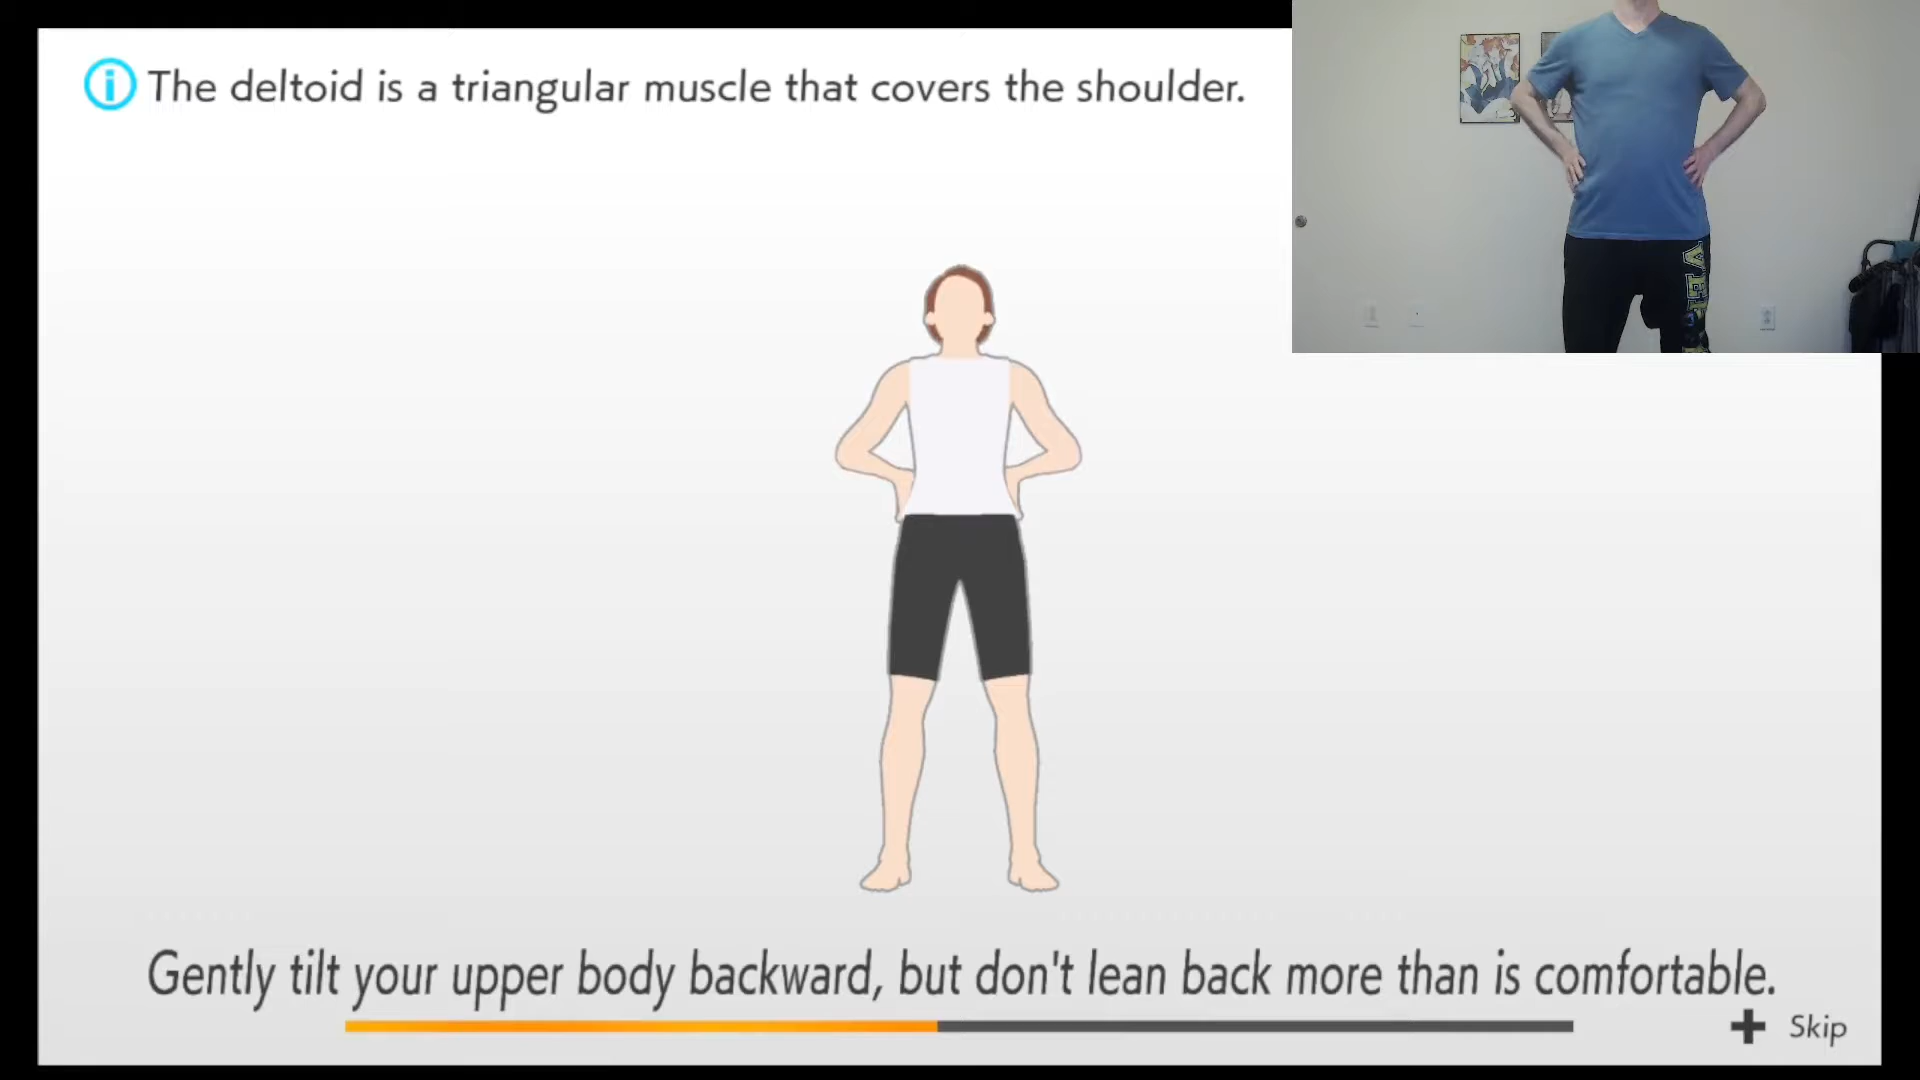 The deltoid is a triangular muscle that covers the shoulder.
Gently tilt your upper body backward, but don't lean back more than is comfortable.
Skip